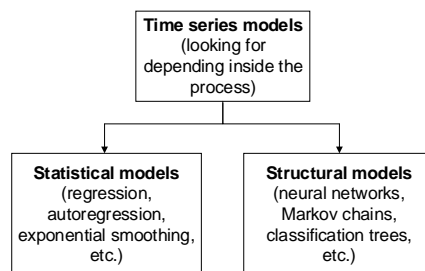 Time series models
(looking for
depending inside the
process)
Statistical models
(regression,
autoregression,
exponential smoothing,
etc.)
Structural models
(neural networks,
Markov chains,
classification trees,
etc.)